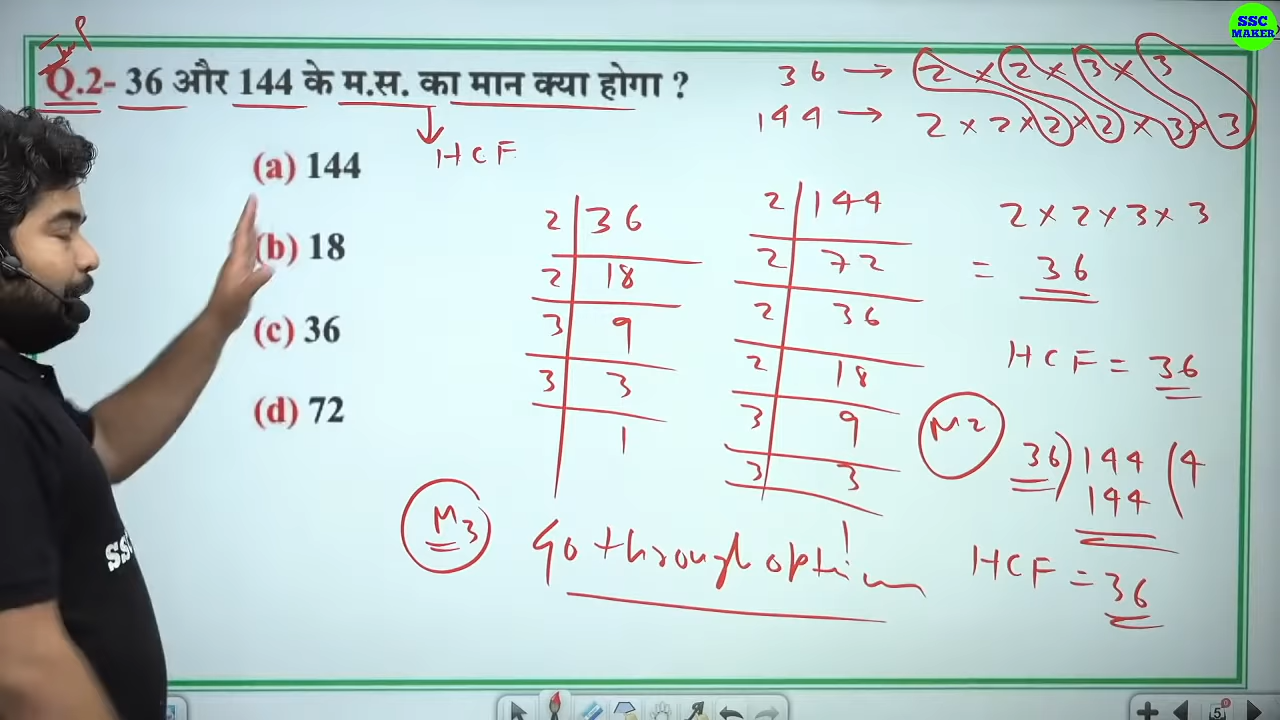 SSC
MAKER
Imp
Q.2- 36 और 144 के म.स. का मान क्या होगा ?
HCF
(a) 144
(b) 18
(c) 36
(d) 72
36 → 2 × 2 × 3 × 3
144 → 2 × 2 × 2 × 2 × 3 × 3
2 × 2 × 3 × 3
= 36
HCF = 36
2 36
2 18
3 9
3 3
1
2 144
2 72
2 36
2 18
3 9
3 3
M2
36) 144 (4
144
HCF = 36
M3
Go through option
SSC
5